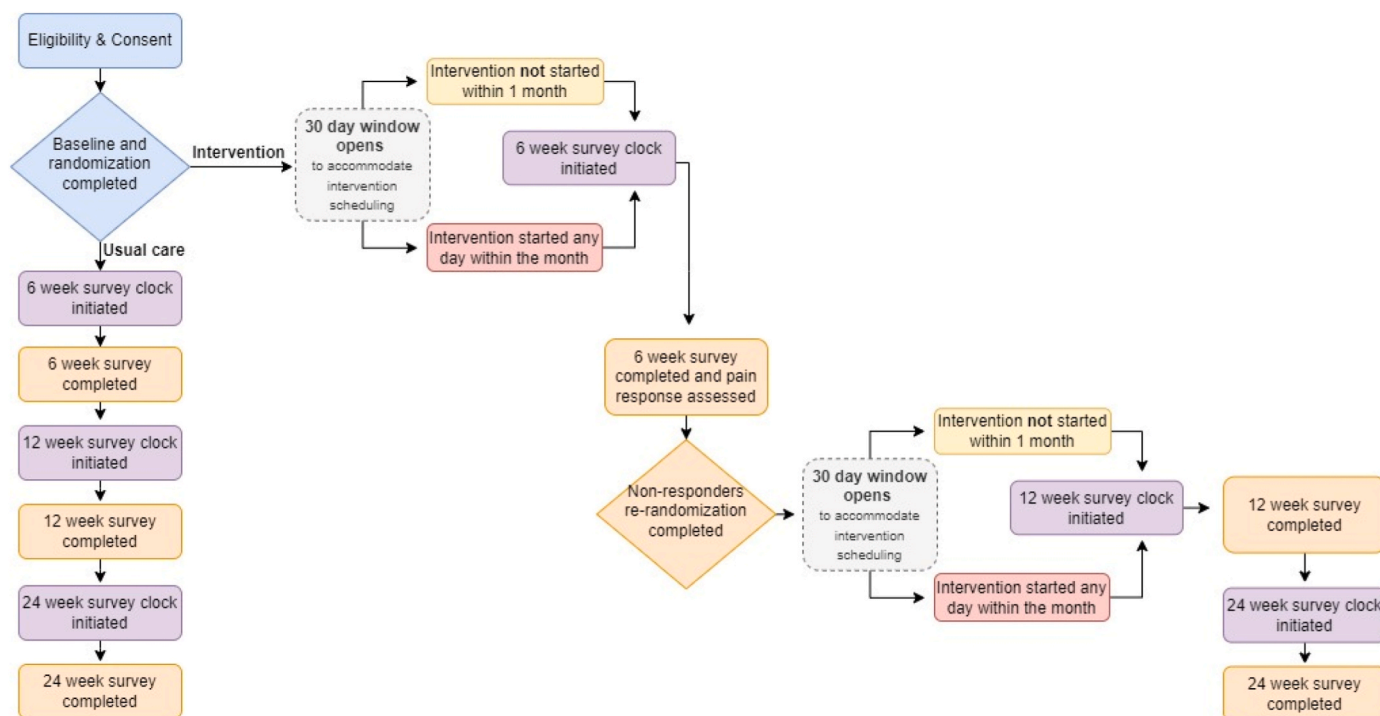 Eligibility & Consent
Baseline and
randomization
completed
Intervention
Usual care
6 week survey clock
initiated
6 week survey
completed
12 week survey clock
initiated
12 week survey
completed
24 week survey clock
initiated
24 week survey
completed
30 day window
opens
to accommodate
intervention
scheduling
Intervention not started
within 1 month
Intervention started any
day within the month
6 week survey clock
initiated
6 week survey
completed and pain
response assessed
Non-responders
re-randomization
completed
30 day window
opens
to accommodate
intervention
scheduling
Intervention not started
within 1 month
Intervention started any
day within the month
12 week survey clock
initiated
12 week survey
completed
24 week survey clock
initiated
24 week survey
completed